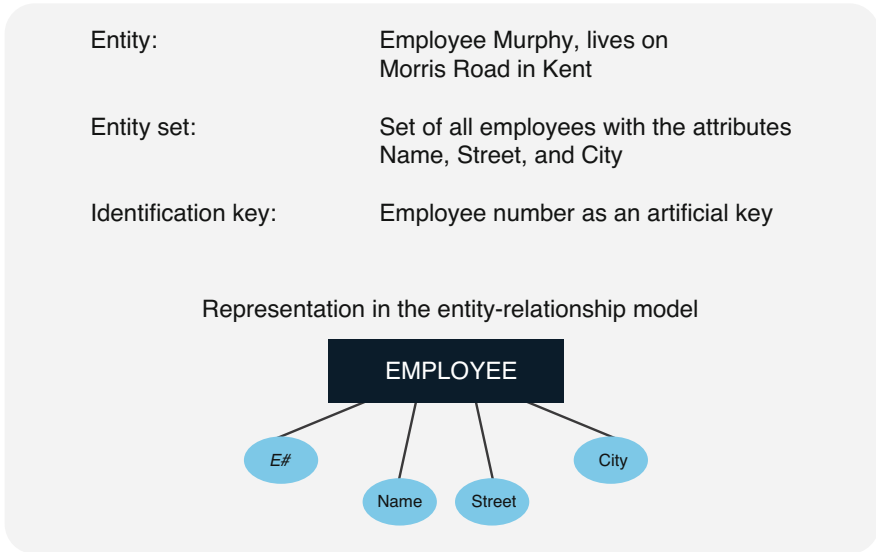 Entity: Employee Murphy, lives on
Morris Road in Kent
Entity set: Set of all employees with the attributes
Name, Street, and City
Identification key: Employee number as an artificial key
Representation in the entity-relationship model
EMPLOYEE
E#
City
Name
Street